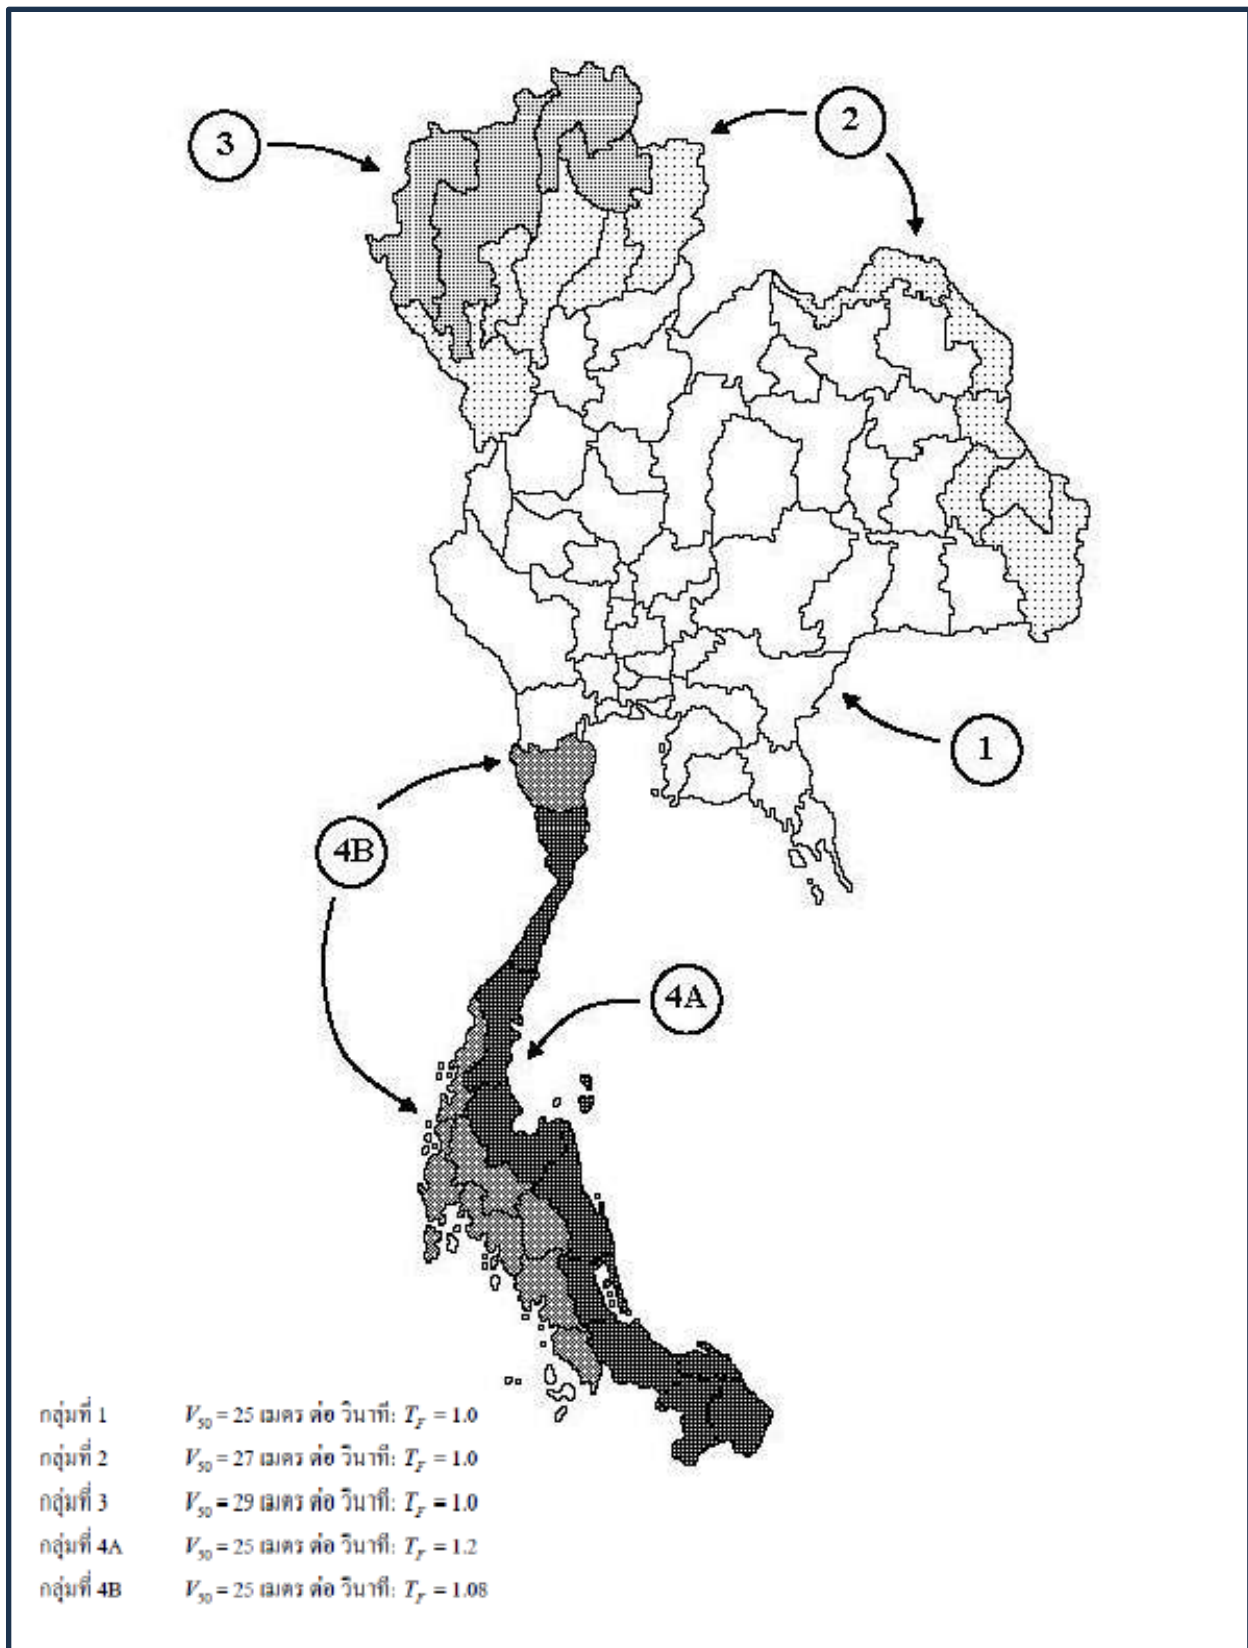 3
2
1
4B
4A
กลุ่มที่ 1 V₅₀ = 25 เมตร ต่อ วินาที: T_F = 1.0
กลุ่มที่ 2 V₅₀ = 27 เมตร ต่อ วินาที: T_F = 1.0
กลุ่มที่ 3 V₅₀ = 29 เมตร ต่อ วินาที: T_F = 1.0
กลุ่มที่ 4A V₅₀ = 25 เมตร ต่อ วินาที: T_F = 1.2
กลุ่มที่ 4B V₅₀ = 25 เมตร ต่อ วินาที: T_F = 1.08